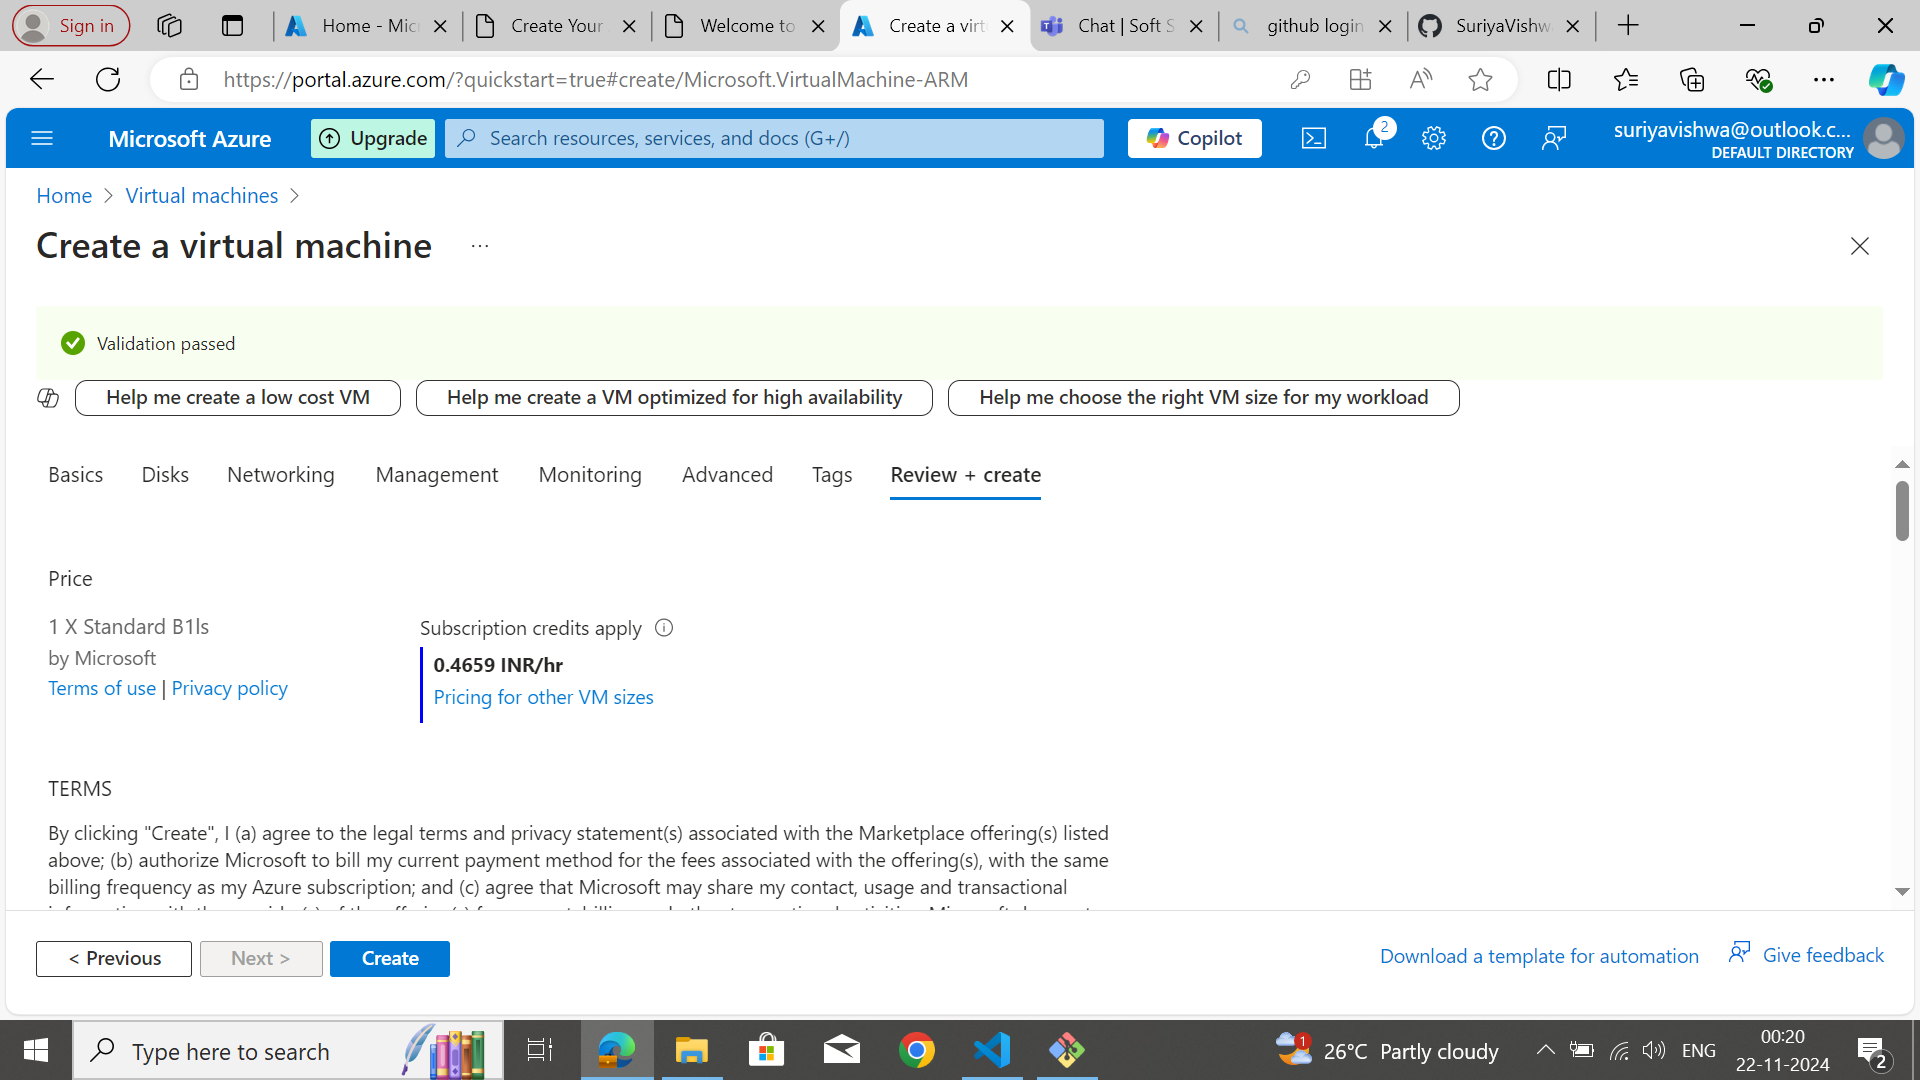 Sign in
Home - Mic
Create Your
Welcome to
Create a virt
Chat | Soft S
github login
SuriyaVishw
https://portal.azure.com/?quickstart=true#create/Microsoft.VirtualMachine-ARM
Microsoft Azure
Upgrade
Search resources, services, and docs (G+/)
Copilot
2
suriyavishwa@outlook.c...
DEFAULT DIRECTORY
Home
Virtual machines
Create a virtual machine
Validation passed
Help me create a low cost VM
Help me create a VM optimized for high availability
Help me choose the right VM size for my workload
Basics
Disks
Networking
Management
Monitoring
Advanced
Tags
Review + create
Price
1 X Standard B1ls
by Microsoft
Terms of use | Privacy policy
Subscription credits apply
0.4659 INR/hr
Pricing for other VM sizes
TERMS
By clicking "Create", I (a) agree to the legal terms and privacy statement(s) associated with the Marketplace offering(s) listed
above; (b) authorize Microsoft to bill my current payment method for the fees associated with the offering(s), with the same
billing frequency as my Azure subscription; and (c) agree that Microsoft may share my contact, usage and transactional
< Previous
Next >
Create
Download a template for automation
Give feedback
Type here to search
1
26°C Partly cloudy
ENG
00:20
22-11-2024
2